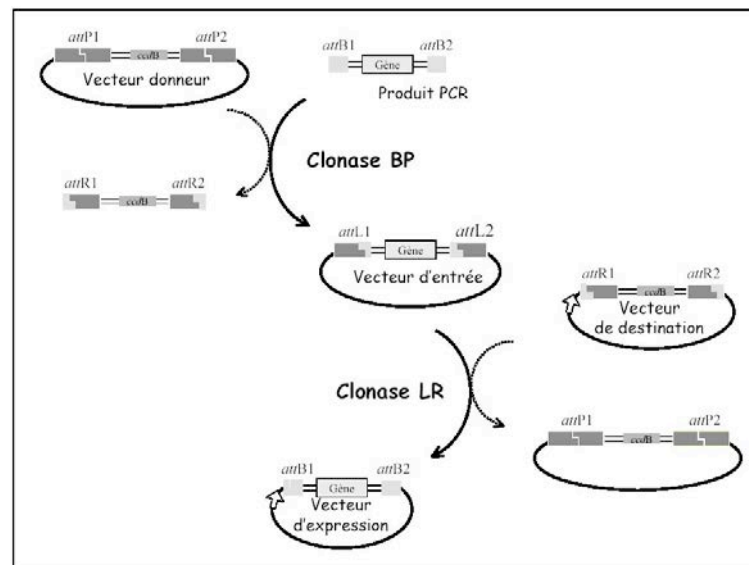 attP1 attP2
ccdB
Vecteur donneur
attB1 attB2
Gène
Produit PCR
Clonase BP
attR1 attR2
ccdB
attL1 attL2
Gène
Vecteur d'entrée
attR1 attR2
ccdB
Vecteur
de destination
Clonase LR
attP1 attP2
ccdB
attB1 attB2
Gène
Vecteur
d'expression